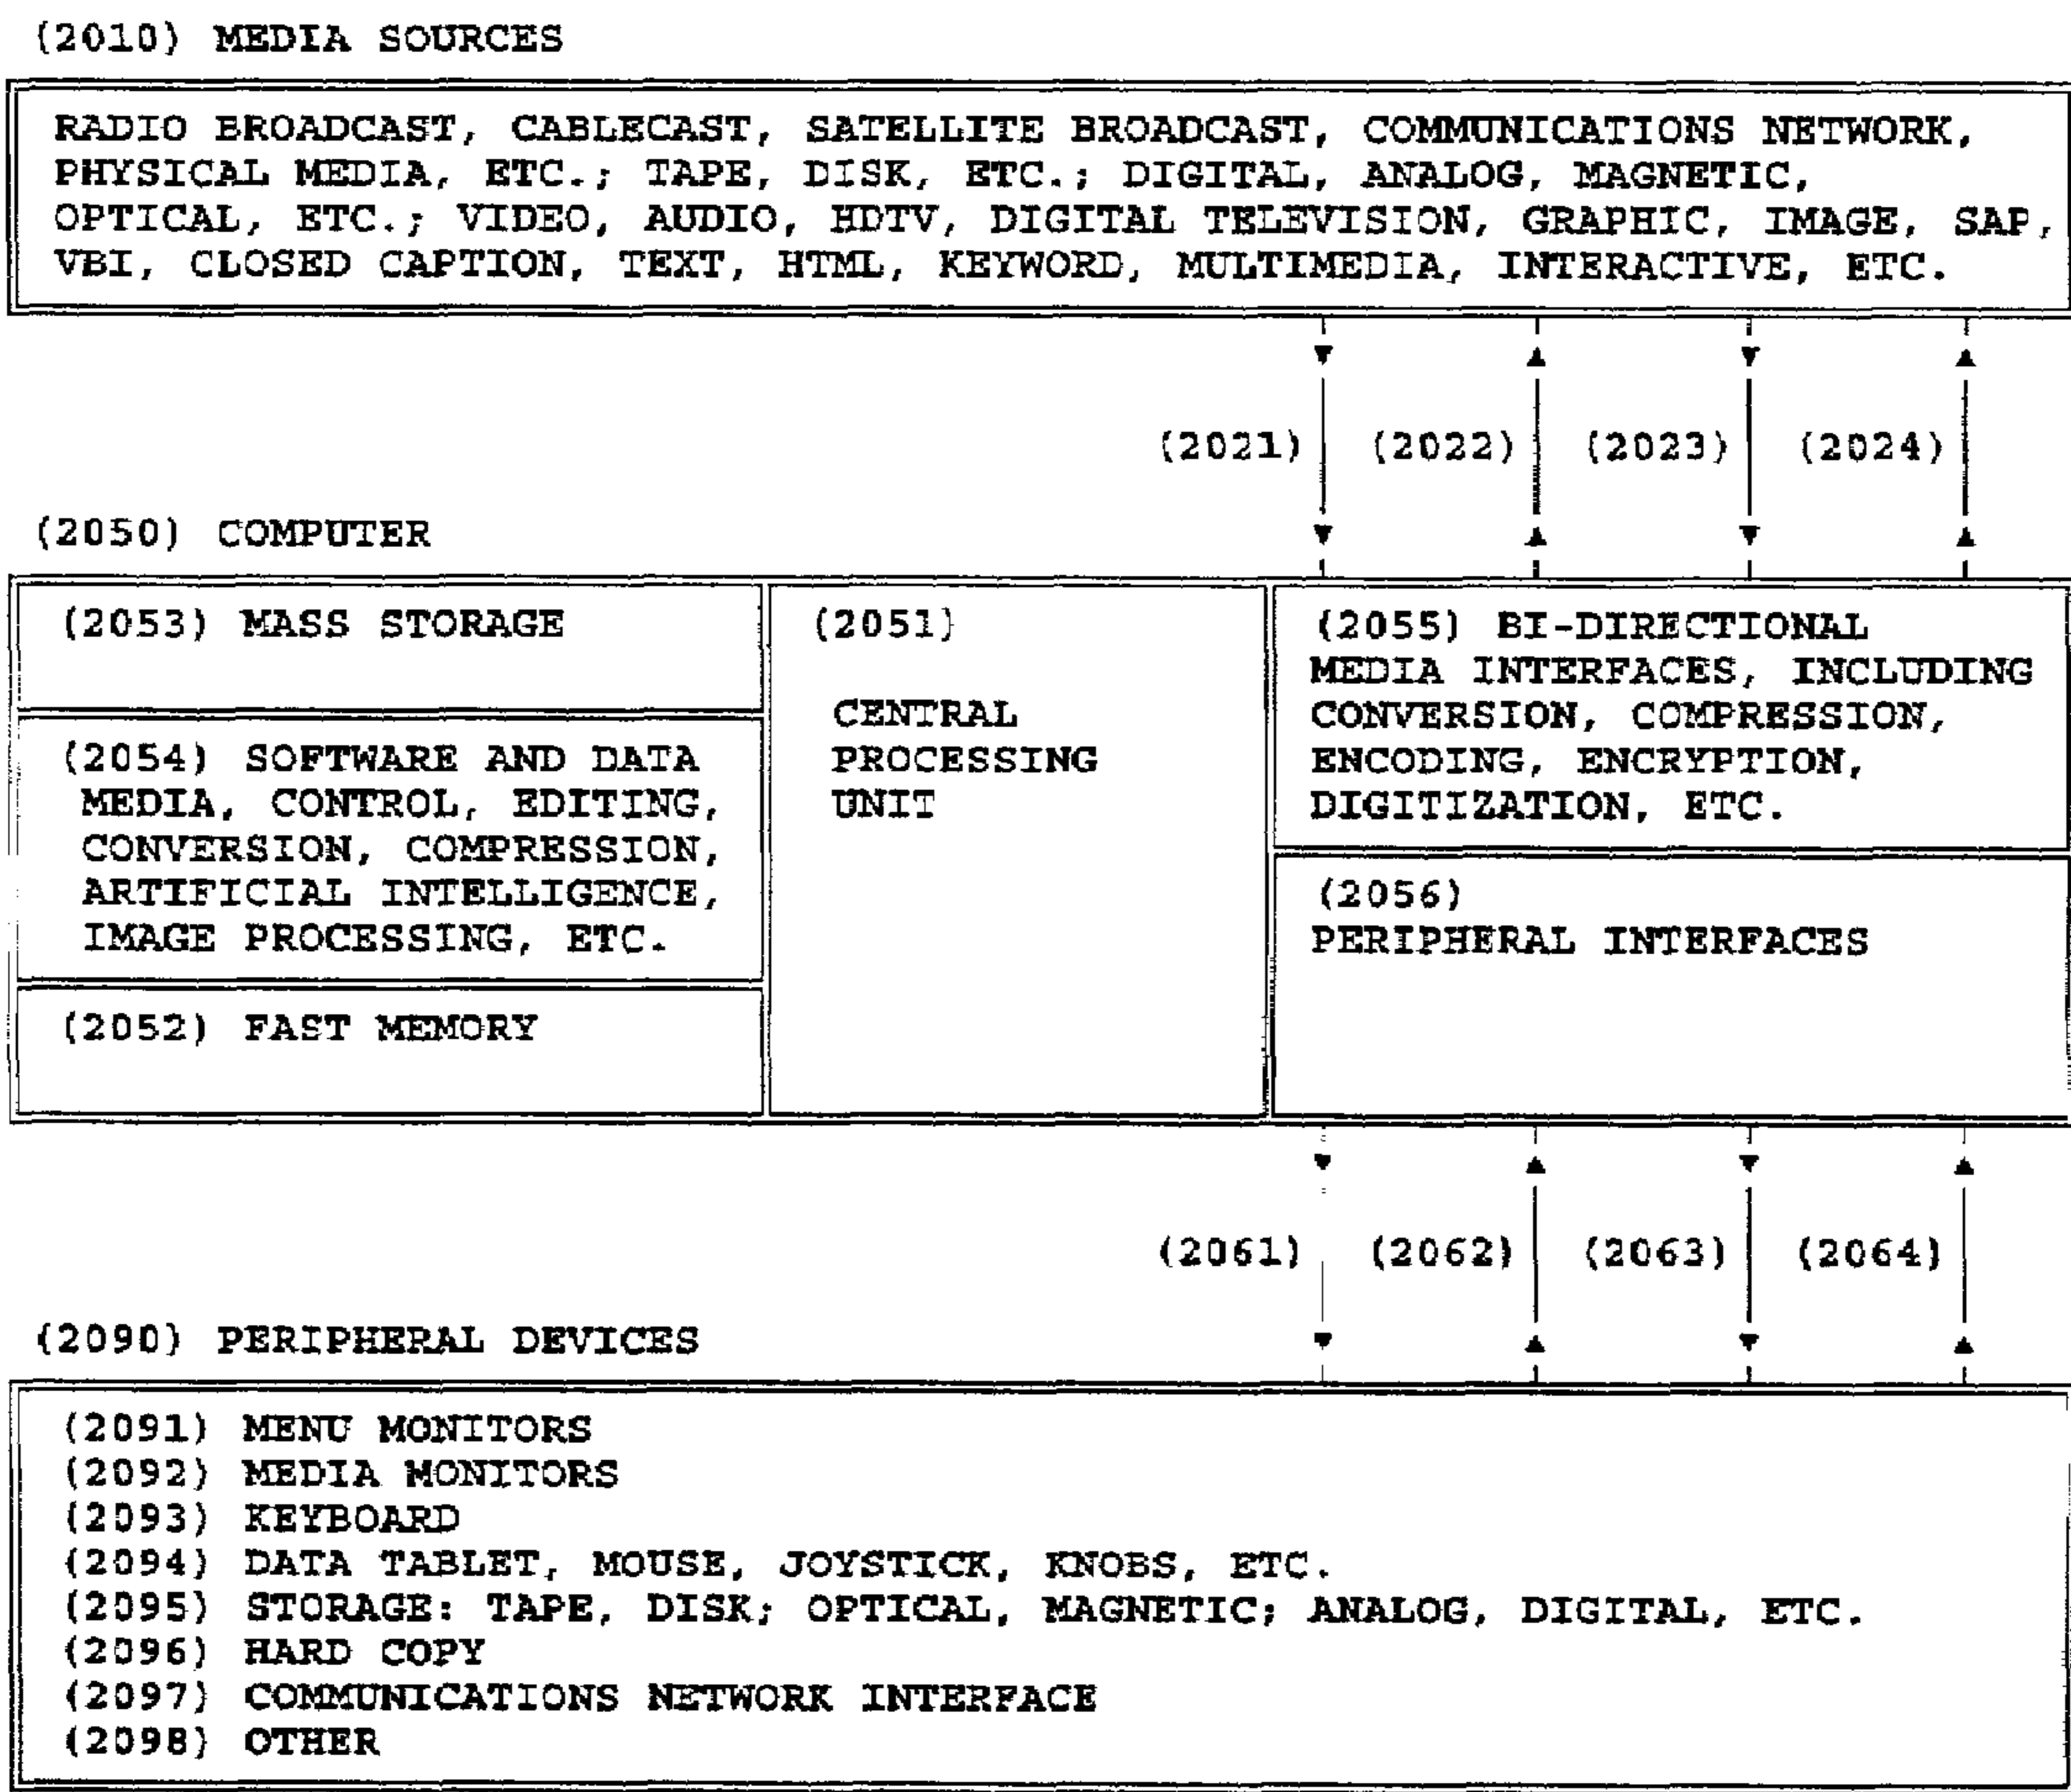 (2010) MEDIA SOURCES
RADIO BROADCAST, CABLECAST, SATELLITE BROADCAST, COMMUNICATIONS NETWORK,
PHYSICAL MEDIA, ETC.; TAPE, DISK, ETC.; DIGITAL, ANALOG, MAGNETIC,
OPTICAL, ETC.; VIDEO, AUDIO, HDTV, DIGITAL TELEVISION, GRAPHIC, IMAGE, SAP,
VBI, CLOSED CAPTION, TEXT, HTML, KEYWORD, MULTIMEDIA, INTERACTIVE, ETC.
(2021) (2022) (2023) (2024)
(2050) COMPUTER
(2053) MASS STORAGE
(2054) SOFTWARE AND DATA
MEDIA, CONTROL, EDITING,
CONVERSION, COMPRESSION,
ARTIFICIAL INTELLIGENCE,
IMAGE PROCESSING, ETC.
(2052) FAST MEMORY
(2051)
CENTRAL
PROCESSING
UNIT
(2055) BI-DIRECTIONAL
MEDIA INTERFACES, INCLUDING
CONVERSION, COMPRESSION,
ENCODING, ENCRYPTION,
DIGITIZATION, ETC.
(2056)
PERIPHERAL INTERFACES
(2061) (2062) (2063) (2064)
(2090) PERIPHERAL DEVICES
(2091) MENU MONITORS
(2092) MEDIA MONITORS
(2093) KEYBOARD
(2094) DATA TABLET, MOUSE, JOYSTICK, KNOBS, ETC.
(2095) STORAGE: TAPE, DISK; OPTICAL, MAGNETIC; ANALOG, DIGITAL, ETC.
(2096) HARD COPY
(2097) COMMUNICATIONS NETWORK INTERFACE
(2098) OTHER